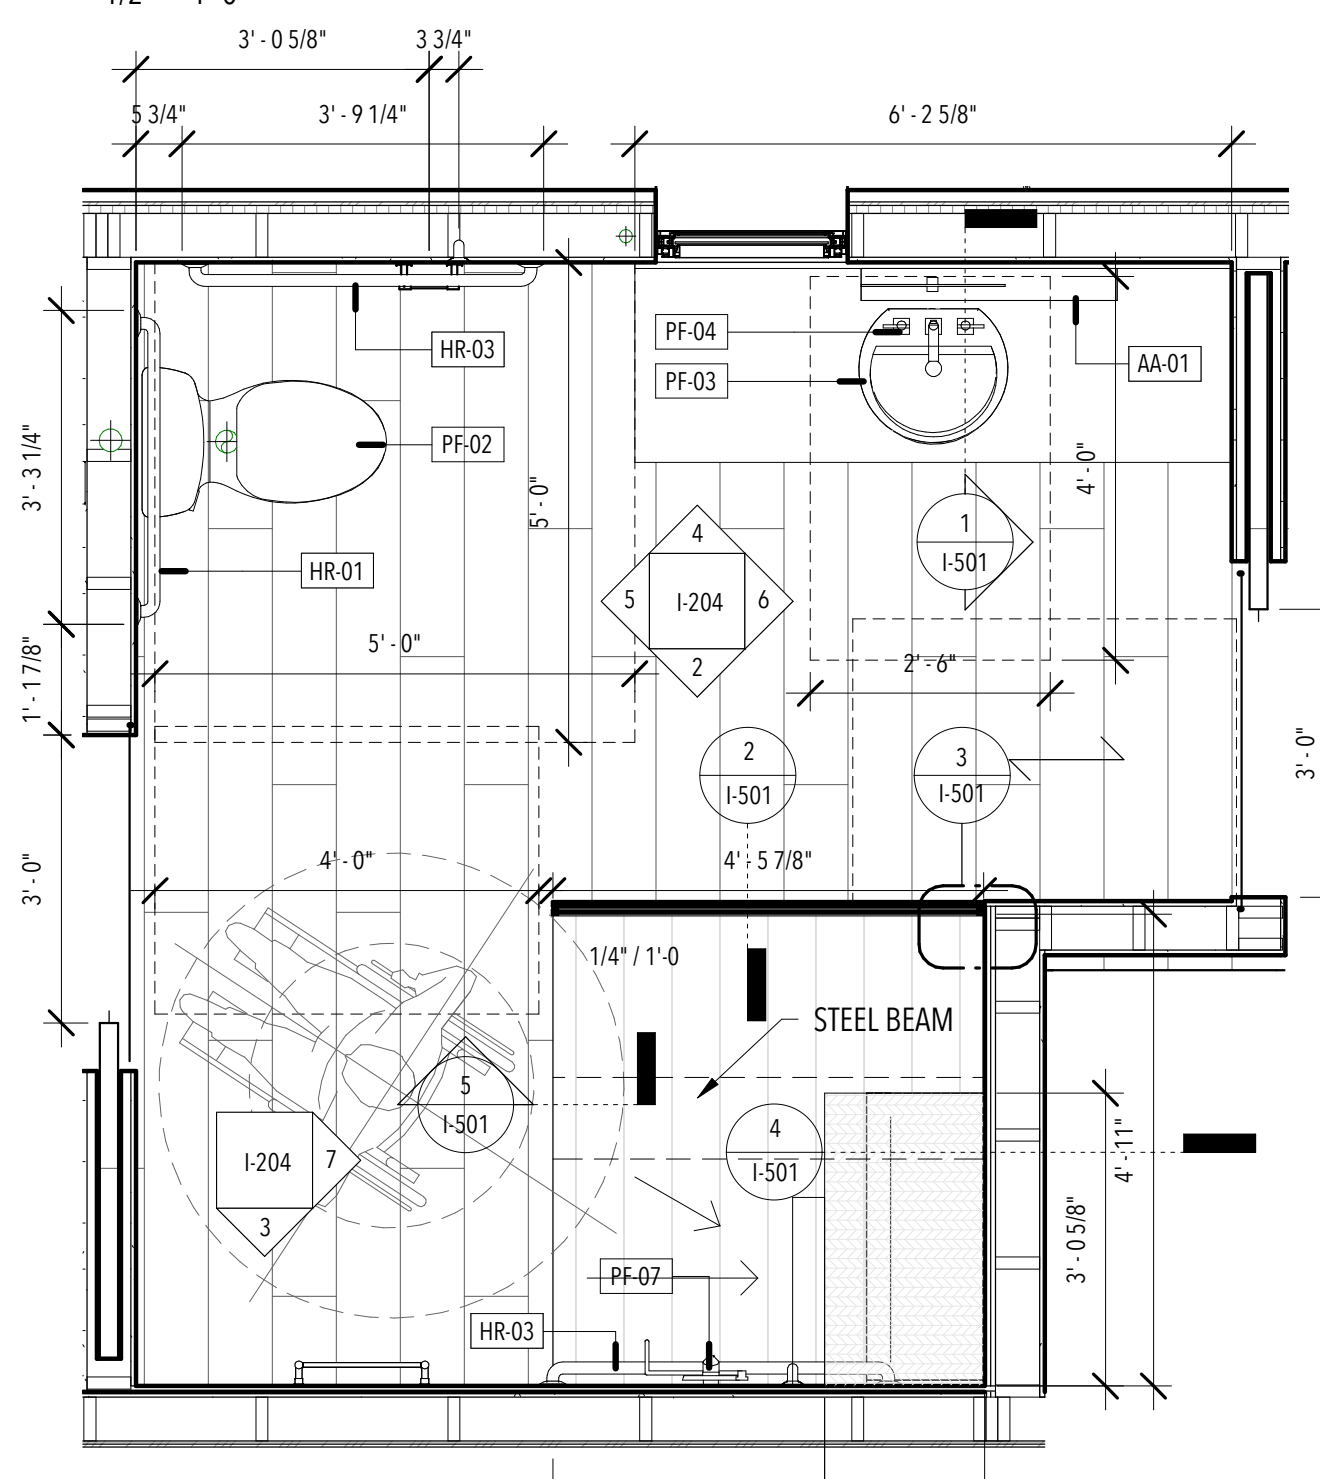 3' - 0 5/8"
3 3/4"
5 3/4"
3' - 9 1/4"
6' - 2 5/8"
HR-03
PF-04
PF-03
AA-01
PF-02
3' - 3 1/4"
5' - 0"
4' - 0"
HR-01
1
I-501
4
5
I-204
6
2
5' - 0"
2' - 6"
1' - 1 7/8"
2
I-501
3
I-501
3' - 0"
3' - 0"
4' - 0"
4' - 5 7/8"
1/4" / 1'-0
STEEL BEAM
5
I-501
4
I-501
4' - 11"
I-204
7
3
3' - 0 5/8"
PF-07
HR-03